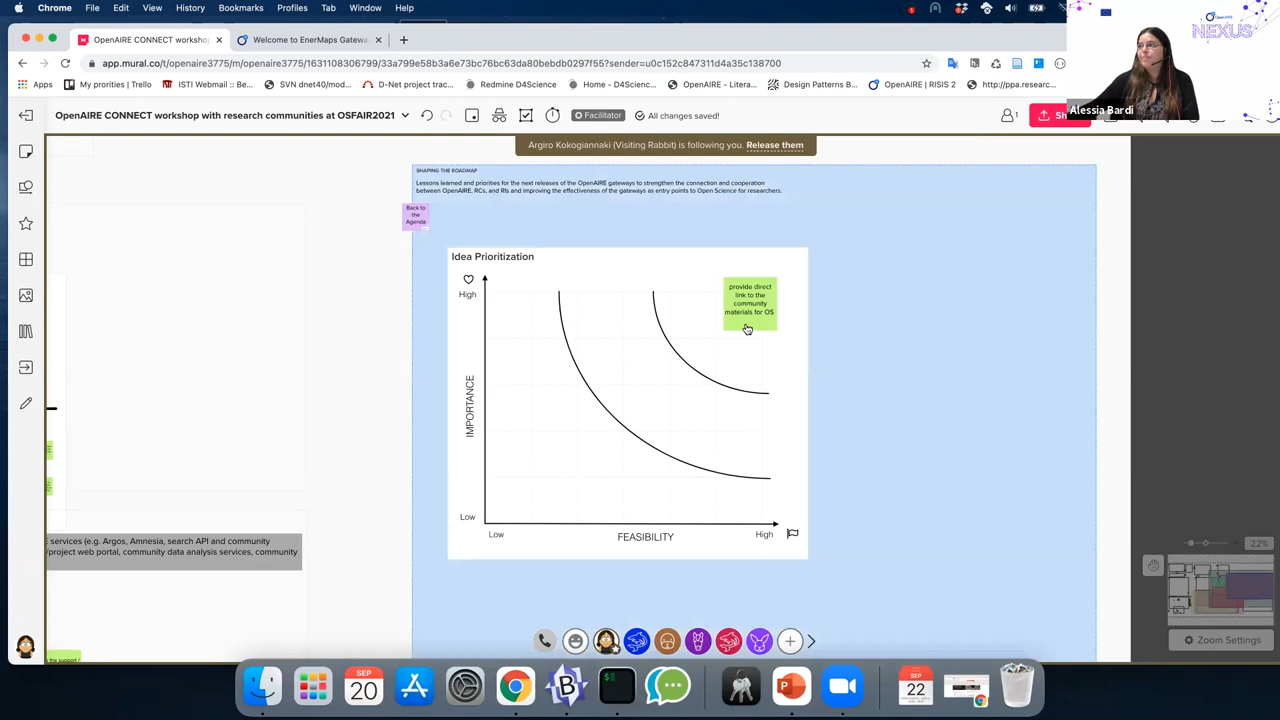 Chrome File Edit View History Bookmarks Profiles Tab Window Help
OpenAIRE CONNECT worksho
Welcome to EnerMaps Gatew
app.mural.co/t/openaire3775/m/openaire3775/1631108306799/33a799e58b3b0c73bc76bc63da80bebdb0297f55?sender=u0c152c847311d4a35c138700
Apps
My prorities | Trello
ISTI Webmail :: Be...
SVN dnet40/mod...
D-Net project trac...
Redmine D4Science
Home - D4Scienc...
OpenAIRE - Litera...
Design Patterns B...
OpenAIRE | RISIS 2
http://ppa.researc...
NEXUS
Alessia Bardi
OpenAIRE CONNECT workshop with research communities at OSFAIR2021
Facilitator
All changes saved!
1
Argiro Kokogiannaki (Visiting Rabbit) is following you. Release them
SHAPING THE ROADMAP
Lessons learned and priorities for the next releases of the OpenAIRE gateways to strengthen the connection and cooperation
between OpenAIRE, RCs, and RIs and improving the effectiveness of the gateways as entry points to Open Science for researchers.
Back to
the
Agenda
Idea Prioritization
High
IMPORTANCE
Low
Low
FEASIBILITY
High
provide direct
link to the
community
materials for OS
services (e.g. Argos, Amnesia, search API and community
/project web portal, community data analysis services, community
the support /
22%
Zoom Settings
SEP
20
SEP
22